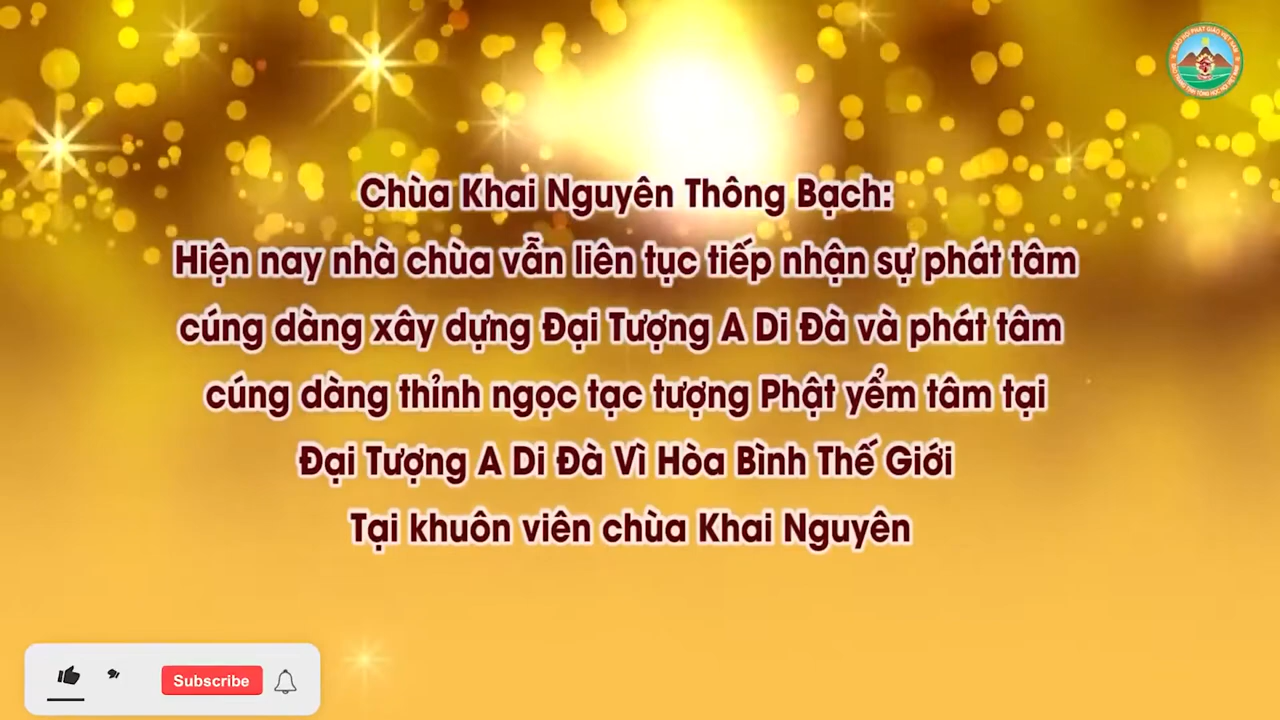 Chùa Khai Nguyên Thông Bạch:
Hiện nay nhà chùa vẫn liên tục tiếp nhận sự phát tâm
cúng dàng xây dựng Đại Tượng A Di Đà và phát tâm
cúng dàng thỉnh ngọc tạc tượng Phật yểm tâm tại
Đại Tượng A Di Đà Vì Hòa Bình Thế Giới
Tại khuôn viên chùa Khai Nguyên
Subscribe